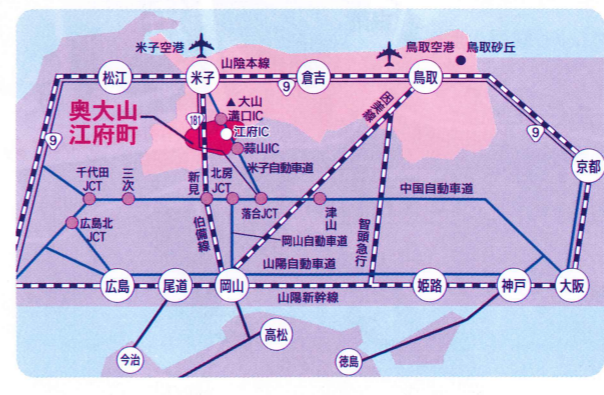 米子空港
鳥取空港
鳥取砂丘
山陰本線
松江
米子
倉吉
鳥取
9
▲大山
溝口IC
181
奥大山
江府町
江府IC
蒜山IC
因美線
9
9
京都
米子自動車道
千代田
JCT
三次
新見
北房
JCT
落合JCT
津山
中国自動車道
広島北
JCT
伯備線
岡山自動車道
智頭急行
山陽自動車道
広島
尾道
岡山
姫路
神戸
大阪
山陽新幹線
今治
高松
徳島